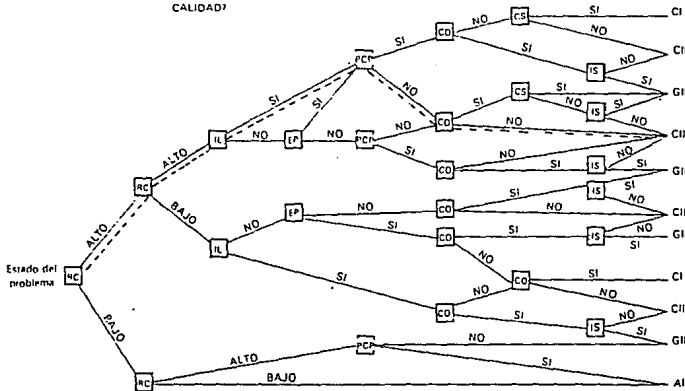 CALIDAD?
SI CI
CS
NO
CO NO
SI
PCP
SI NO CII
IS
SI
SI NO CS SI GII
SI
NO IS
SI
NO
CO NO CII
ALTO IL NO EP NO PCP NO
NO
SI CO SI IS SI GII
RC
SI
CO SI IS
BAJO EP NO NO
NO NO CII
ALTO
SI CO SI IS SI GII
IL
Estado del
problema
RC
NO CO SI CI
SI NO NO
CO CII
SI IS NO
BAJO
PCP NO SI GII
ALTO
SI
RC BAJO AI